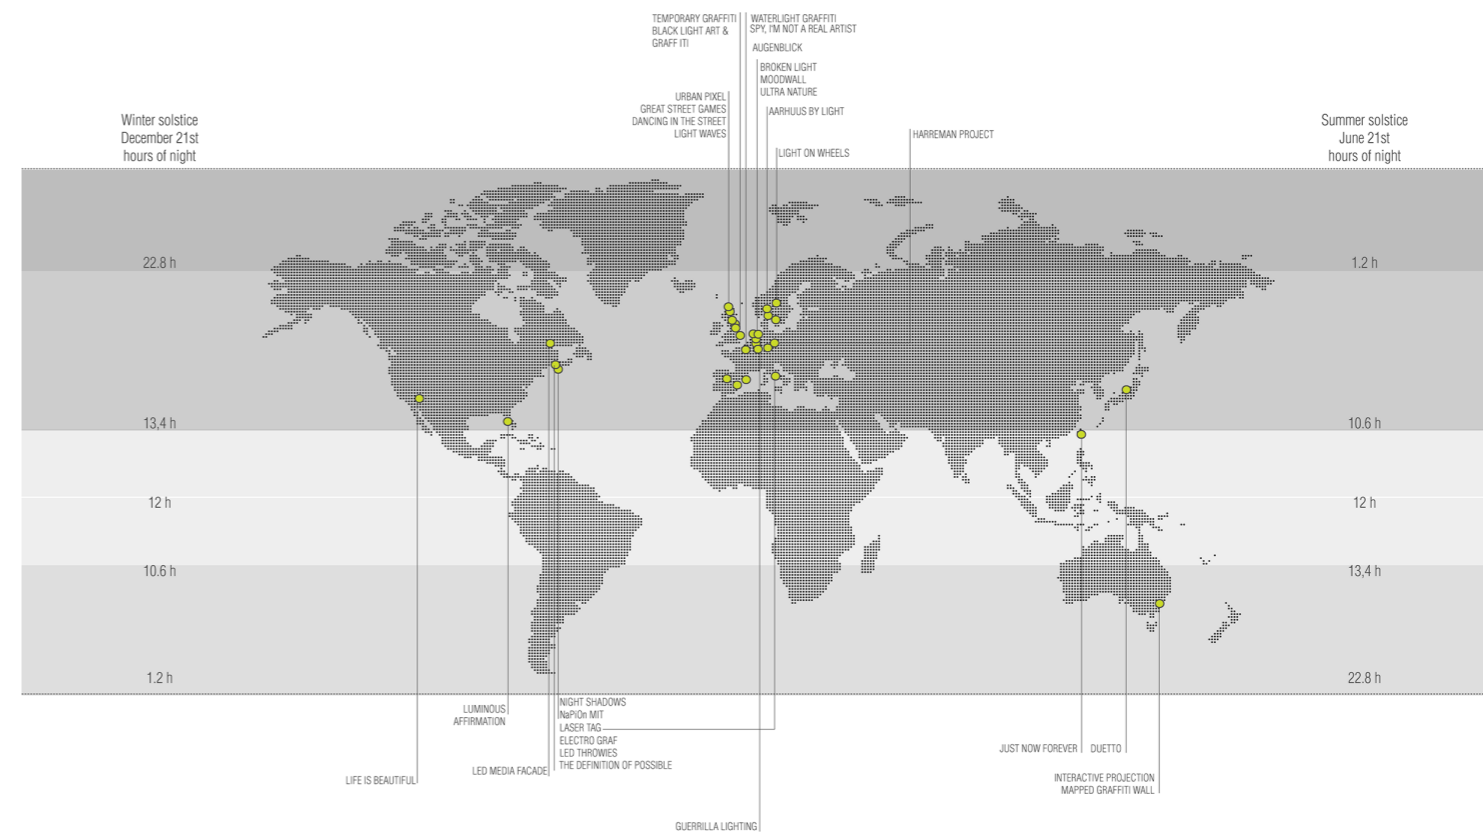 TEMPORARY GRAFFITI
BLACK LIGHT ART &
GRAFF ITI
WATERLIGHT GRAFFITI
SPY, I'M NOT A REAL ARTIST
AUGENBLICK
BROKEN LIGHT
MOODWALL
ULTRA NATURE
URBAN PIXEL
GREAT STREET GAMES
DANCING IN THE STREET
LIGHT WAVES
AARHUUS BY LIGHT
LIGHT ON WHEELS
HARREMAN PROJECT
Winter solstice
December 21st
hours of night
Summer solstice
June 21st
hours of night
22.8 h
1.2 h
13,4 h
10.6 h
12 h
12 h
10.6 h
13,4 h
1.2 h
22.8 h
LUMINOUS
AFFIRMATION
NIGHT SHADOWS
NaPiOn MIT
LASER TAG
ELECTRO GRAF
LED THROWIES
THE DEFINITION OF POSSIBLE
LED MEDIA FACADE
LIFE IS BEAUTIFUL
JUST NOW FOREVER
DUETTO
INTERACTIVE PROJECTION
MAPPED GRAFFITI WALL
GUERRILLA LIGHTING